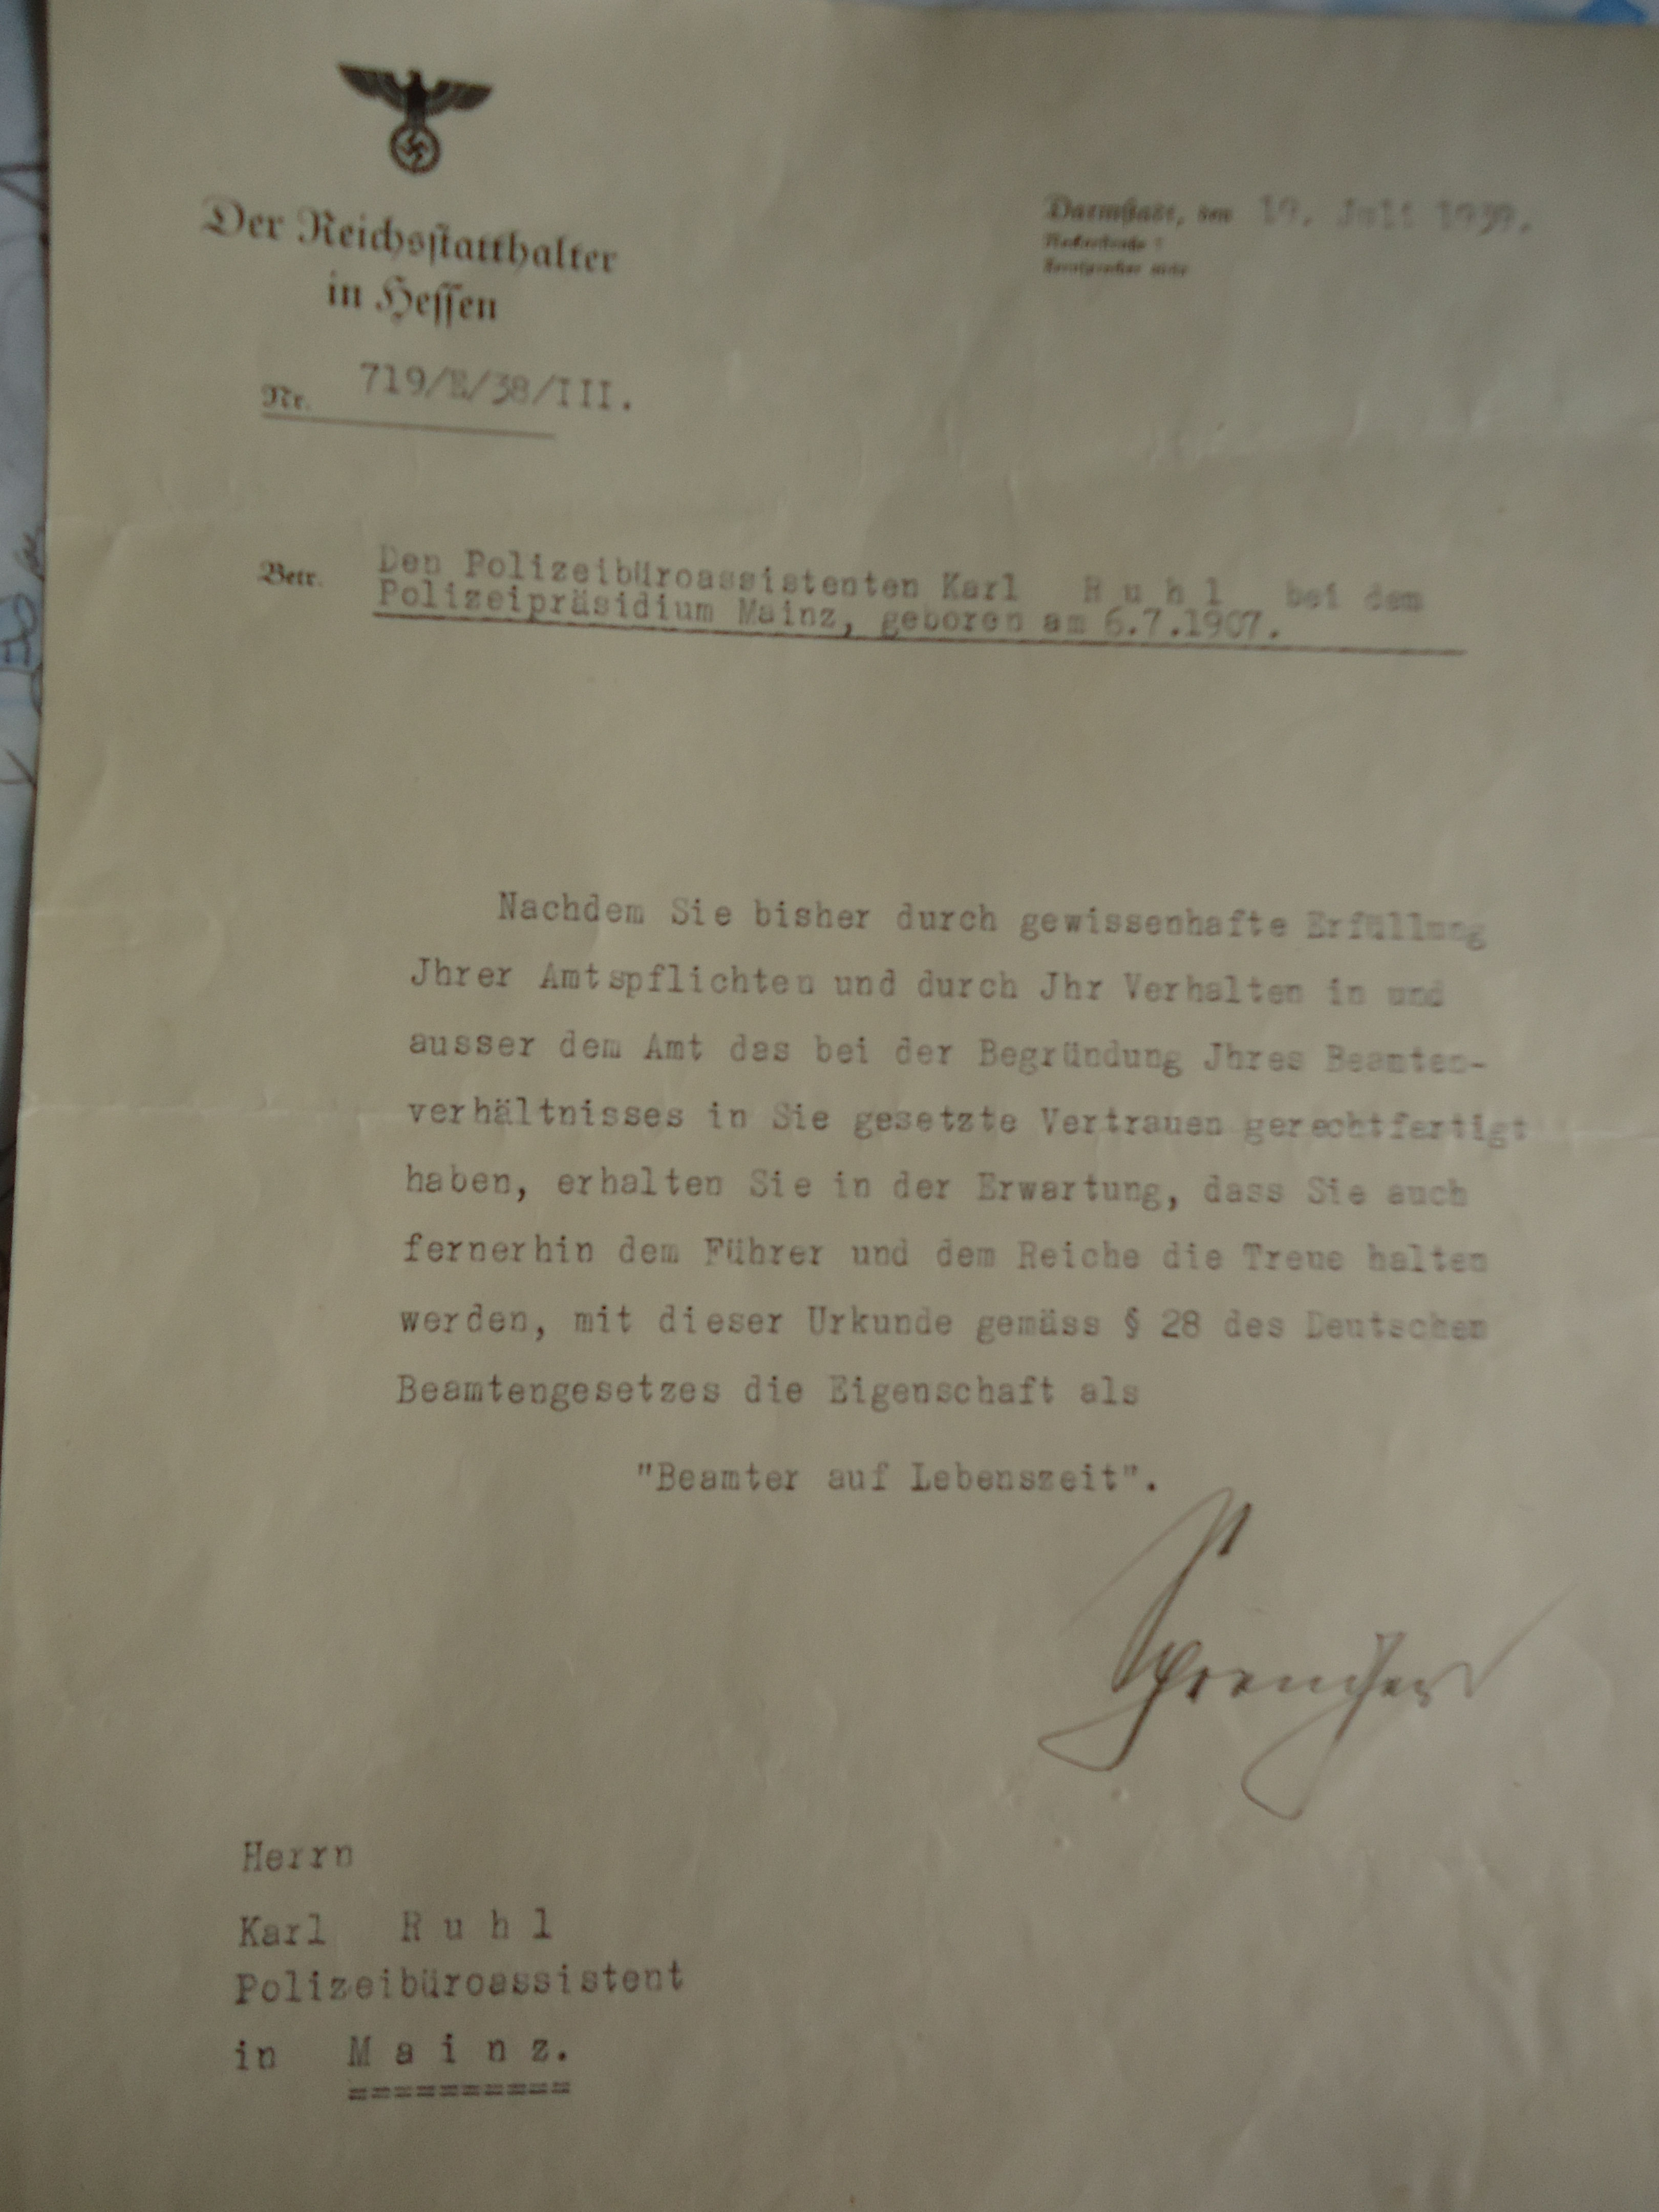 Der Reichsstatthalter
in Hessen
Darmstadt, den 19. Juli 1939.
Neckarstraße
Fernsprecher
Nr. 719/E/38/III.
Betr. Den Polizeibüroassistenten Karl R u h l bei dem
Polizeipräsidium Mainz, geboren am 6.7.1907.
Nachdem Sie bisher durch gewissenhafte Erfüllung
Jhrer Amtspflichten und durch Jhr Verhalten in und
ausser dem Amt das bei der Begründung Jhres Beamten-
verhältnisses in Sie gesetzte Vertrauen gerechtfertigt
haben, erhalten Sie in der Erwartung, dass Sie auch
fernerhin dem Führer und dem Reiche die Treue halten
werden, mit dieser Urkunde gemäss § 28 des Deutschen
Beamtengesetzes die Eigenschaft als
"Beamter auf Lebenszeit".
Sprenger
Herrn
Karl R u h l
Polizeibüroassistent
in M a i n z.
==========